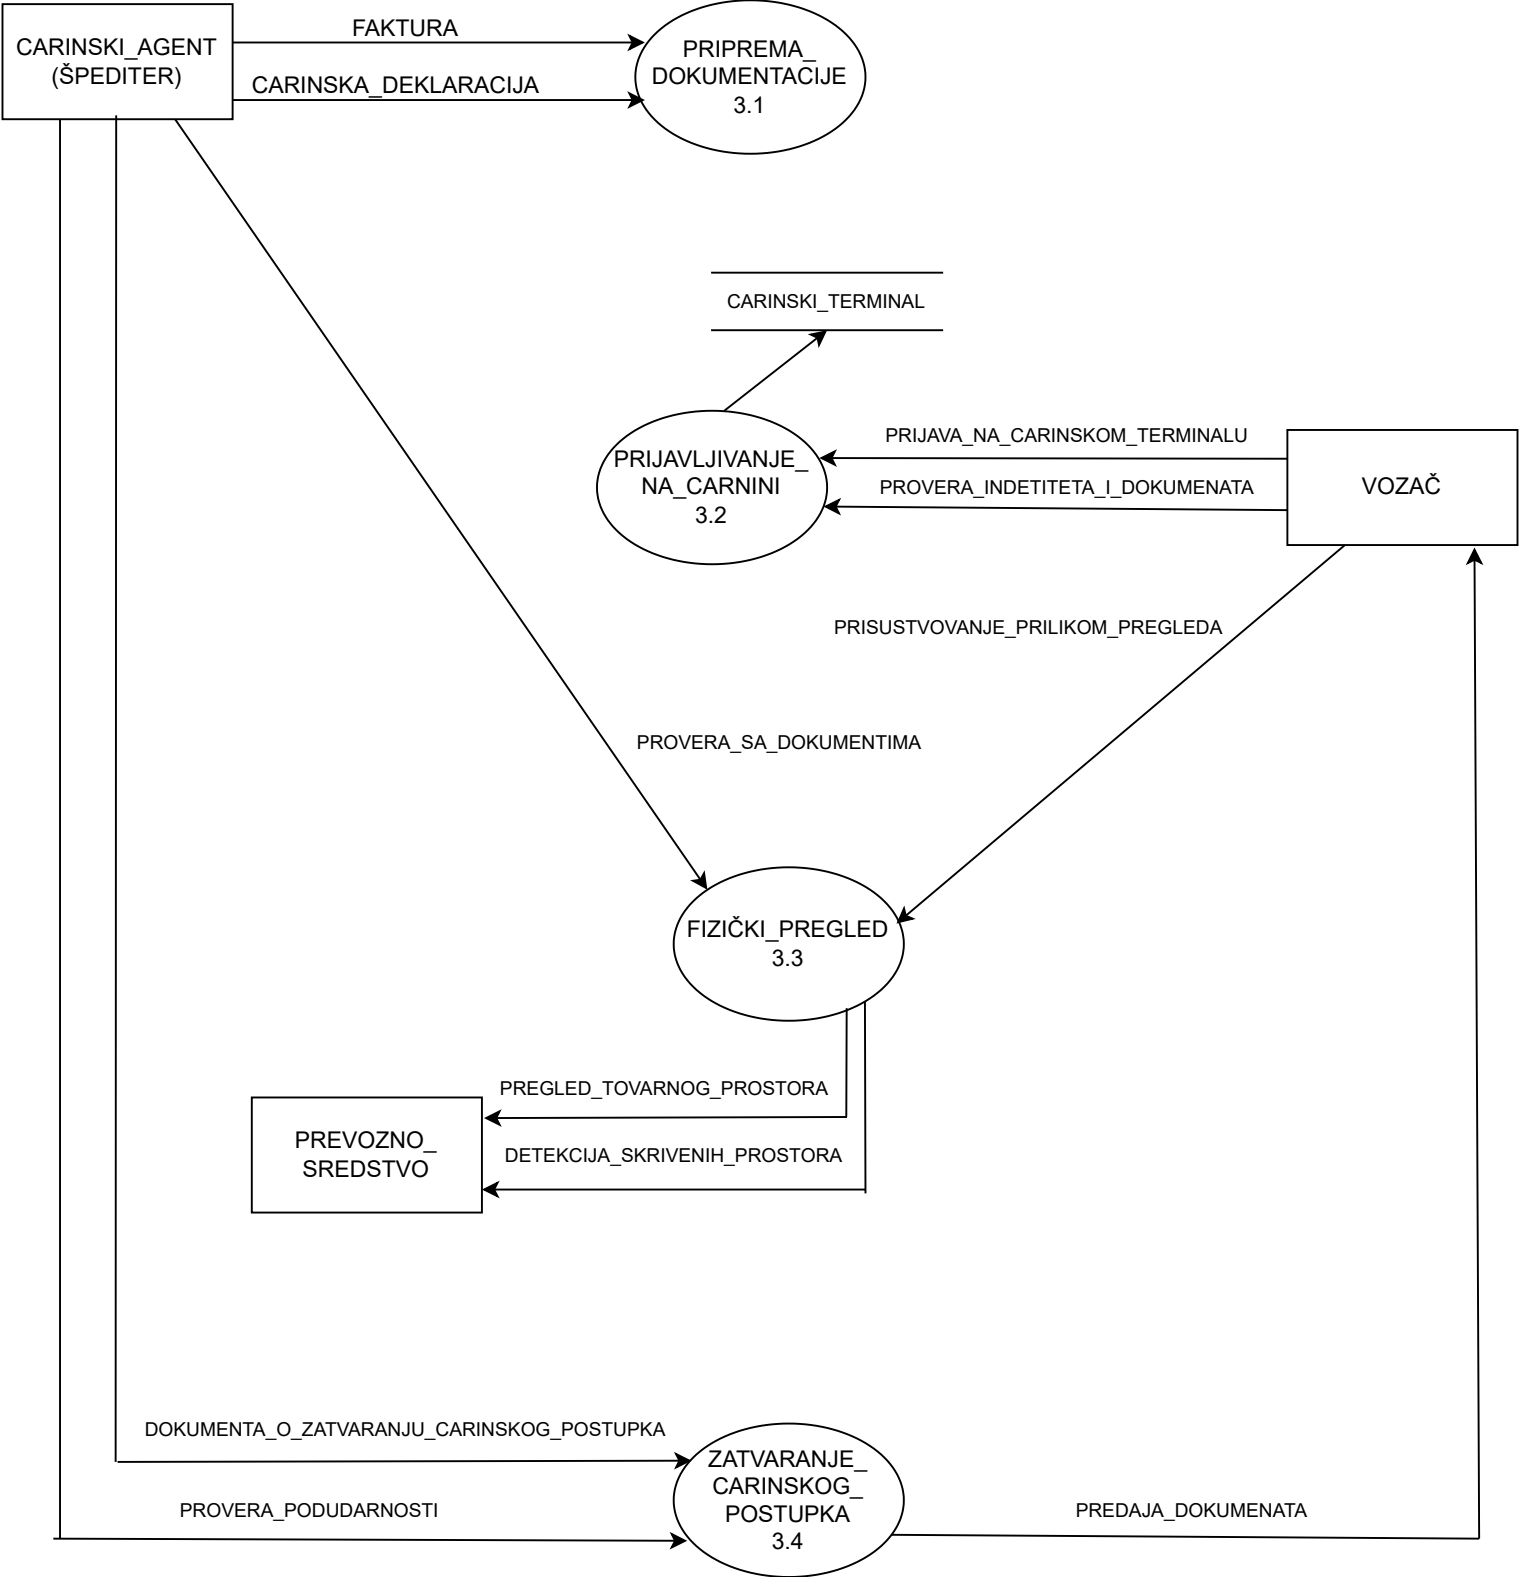 CARINSKI_AGENT
(ŠPEDITER)
FAKTURA
CARINSKA_DEKLARACIJA
PRIPREMA_
DOKUMENTACIJE
3.1
CARINSKI_TERMINAL
PRIJAVLJIVANJE_
NA_CARNINI
3.2
PRIJAVA_NA_CARINSKOM_TERMINALU
PROVERA_INDETITETA_I_DOKUMENATA
VOZAČ
PRISUSTVOVANJE_PRILIKOM_PREGLEDA
PROVERA_SA_DOKUMENTIMA
FIZIČKI_PREGLED
3.3
PREGLED_TOVARNOG_PROSTORA
DETEKCIJA_SKRIVENIH_PROSTORA
PREVOZNO_
SREDSTVO
DOKUMENTA_O_ZATVARANJU_CARINSKOG_POSTUPKA
PROVERA_PODUDARNOSTI
ZATVARANJE_
CARINSKOG_
POSTUPKA
3.4
PREDAJA_DOKUMENATA